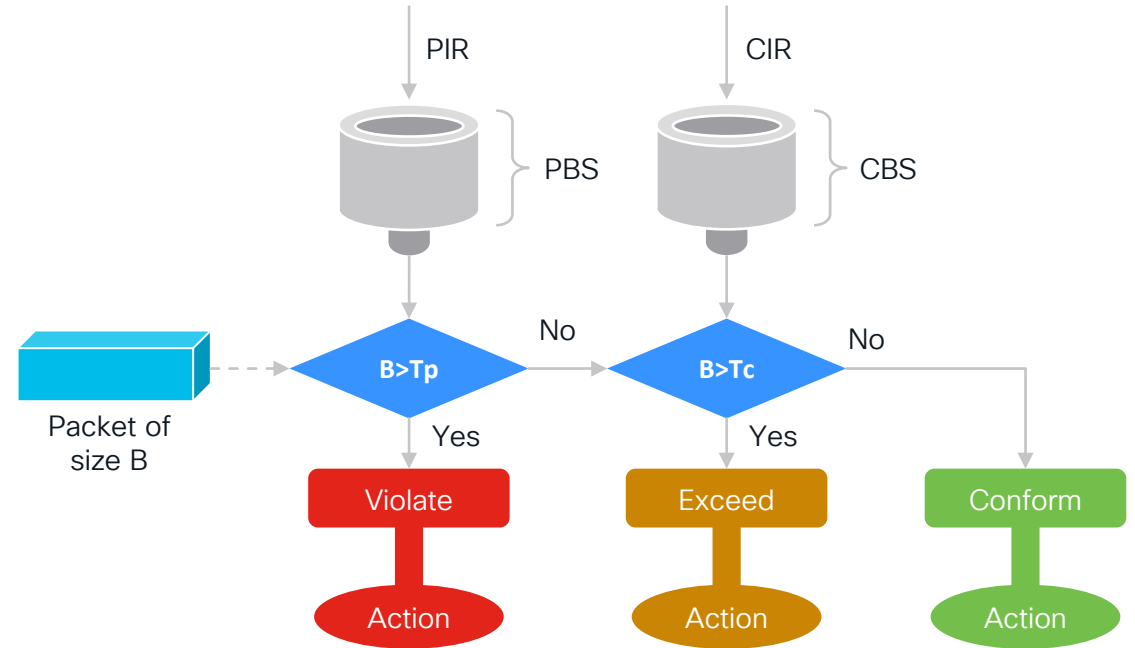 PIR
CIR
PBS
CBS
No
No
B>Tp
B>Tc
Packet of
size B
Yes
Yes
Violate
Exceed
Conform
Action
Action
Action